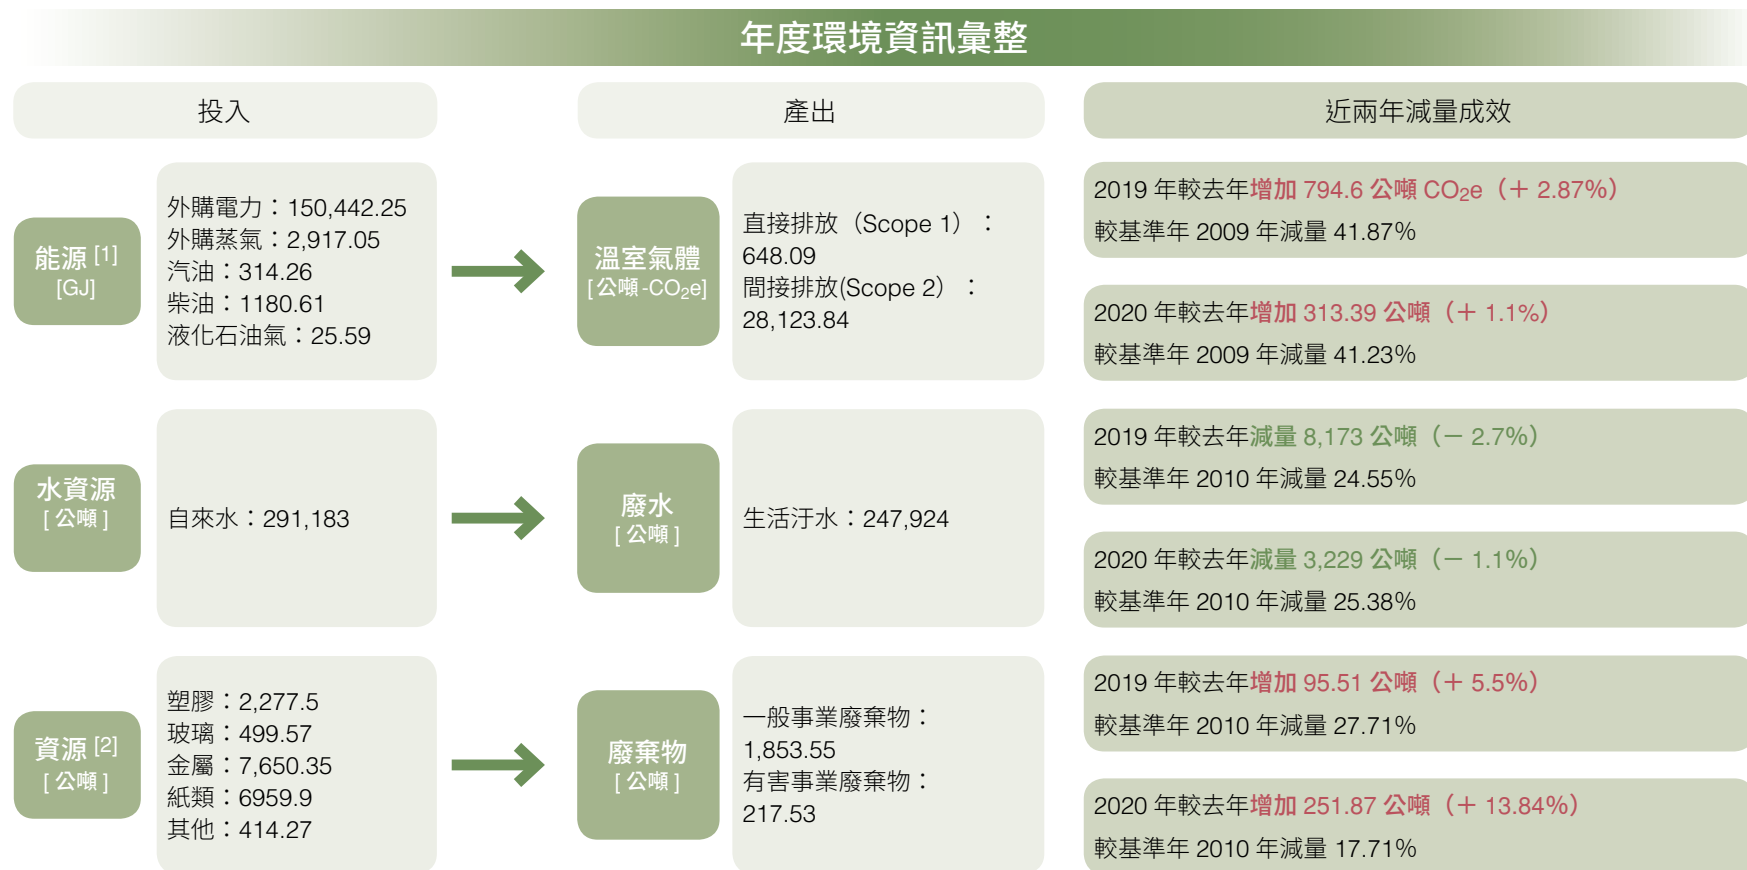 年度環境資訊彙整
投入
產出
近兩年減量成效
能源 [1]
[GJ]
外購電力：150,442.25
外購蒸氣：2,917.05
汽油：314.26
柴油：1180.61
液化石油氣：25.59
溫室氣體
[公噸-CO₂e]
直接排放（Scope 1）：
648.09
間接排放(Scope 2）：
28,123.84
2019 年較去年增加 794.6 公噸 CO₂e（＋ 2.87%）
較基準年 2009 年減量 41.87%
2020 年較去年增加 313.39 公噸（＋ 1.1%）
較基準年 2009 年減量 41.23%
水資源
[ 公噸 ]
自來水：291,183
廢水
[ 公噸 ]
生活汙水：247,924
2019 年較去年減量 8,173 公噸（－ 2.7%）
較基準年 2010 年減量 24.55%
2020 年較去年減量 3,229 公噸（－ 1.1%）
較基準年 2010 年減量 25.38%
資源 [2]
[ 公噸 ]
塑膠：2,277.5
玻璃：499.57
金屬：7,650.35
紙類：6959.9
其他：414.27
廢棄物
[ 公噸 ]
一般事業廢棄物：
1,853.55
有害事業廢棄物：
217.53
2019 年較去年增加 95.51 公噸（＋ 5.5%）
較基準年 2010 年減量 27.71%
2020 年較去年增加 251.87 公噸（＋ 13.84%）
較基準年 2010 年減量 17.71%